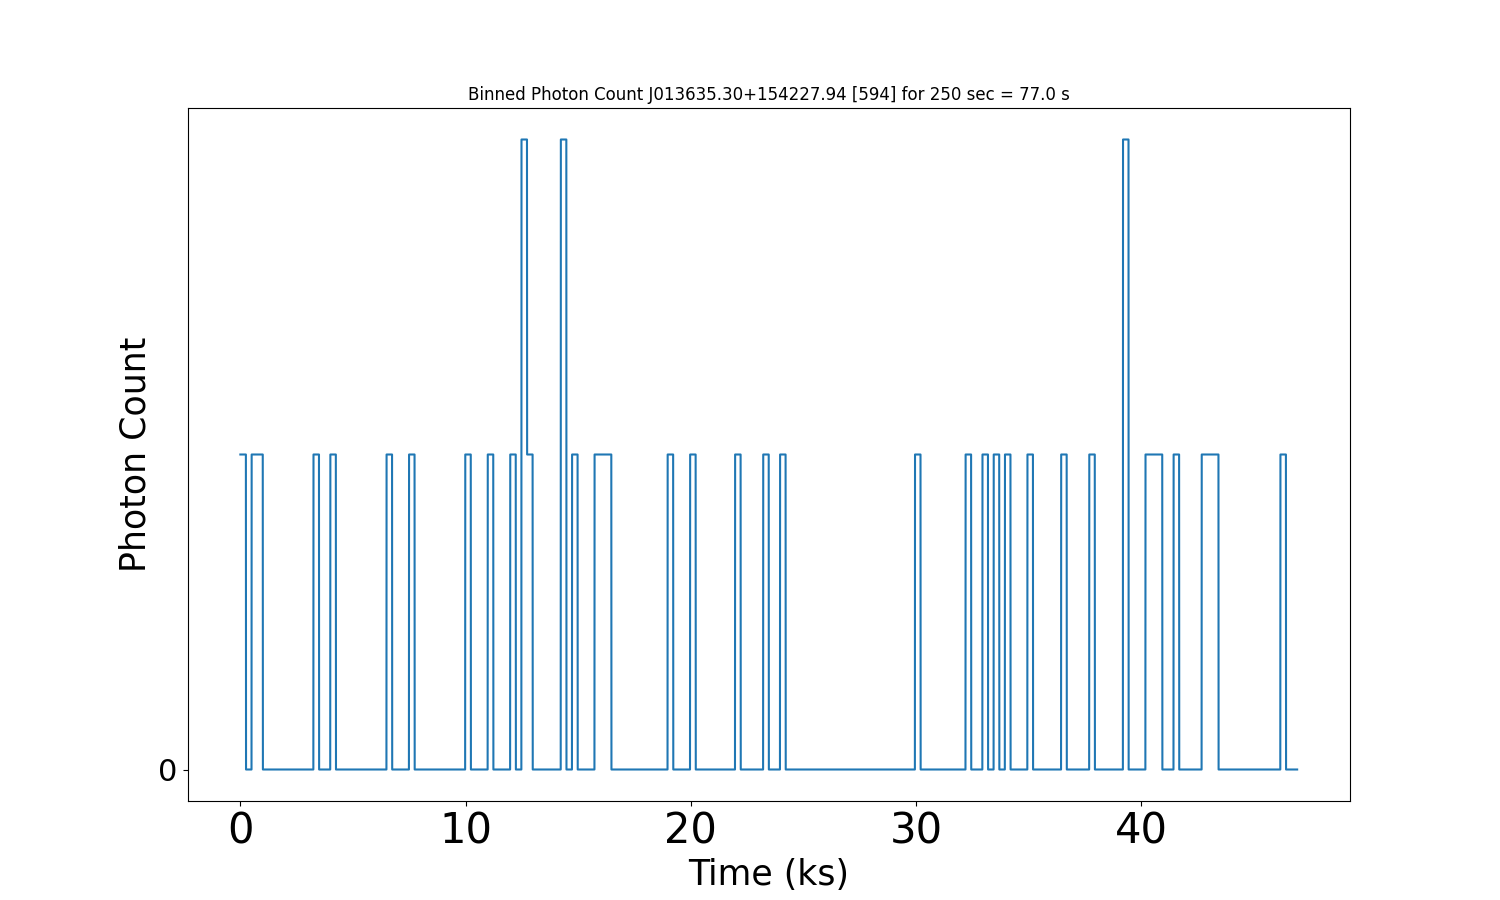 Binned Photon Count J013635.30+154227.94 [594] for 250 sec = 77.0 s
Photon Count
0
0 10 20 30 40
Time (ks)